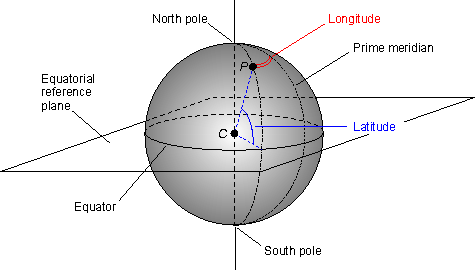 North pole
Longitude
Prime meridian
P
Equatorial
reference
plane
C
Latitude
Equator
South pole